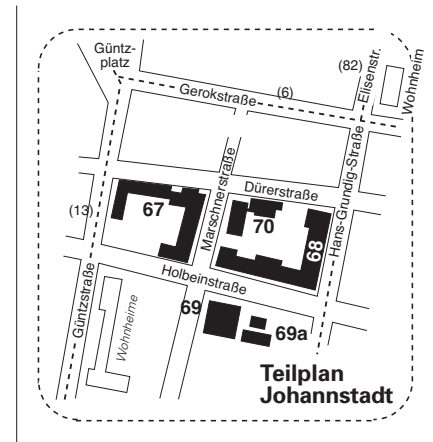 Güntz-
platz
(82)
Elisenstr.
Wohnheim
(6)
Gerokstraße
Marschnerstraße
Dürerstraße
Hans-Grundig-Straße
67
70
68
(13)
Güntzstraße
Holbeinstraße
Wohnheime
69
69a
Teilplan
Johannstadt